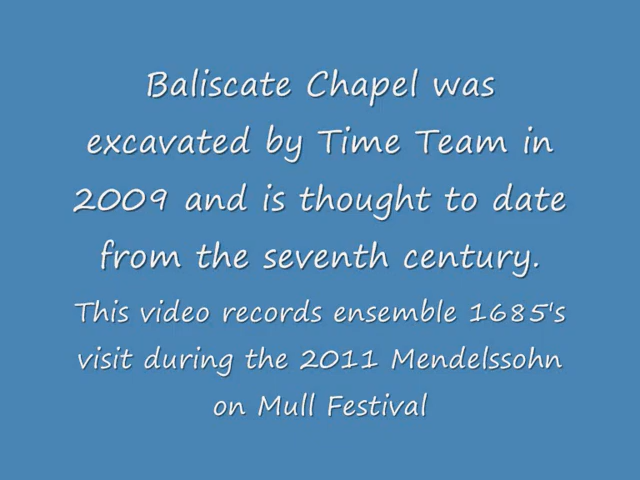 Baliscate Chapel was
excavated by Time Team in
2009 and is thought to date
from the seventh century.
This video records ensemble 1685's
visit during the 2011 Mendelssohn
on Mull Festival